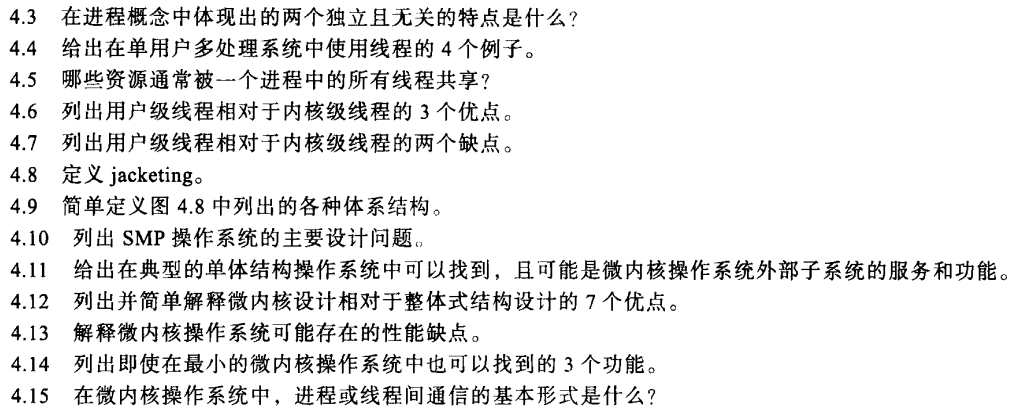 4.3 在进程概念中体现出的两个独立且无关的特点是什么？
4.4 给出在单用户多处理系统中使用线程的 4 个例子。
4.5 哪些资源通常被一个进程中的所有线程共享？
4.6 列出用户级线程相对于内核级线程的 3 个优点。
4.7 列出用户级线程相对于内核级线程的两个缺点。
4.8 定义 jacketing。
4.9 简单定义图 4.8 中列出的各种体系结构。
4.10 列出 SMP 操作系统的主要设计问题。
4.11 给出在典型的单体结构操作系统中可以找到，且可能是微内核操作系统外部子系统的服务和功能。
4.12 列出并简单解释微内核设计相对于整体式结构设计的 7 个优点。
4.13 解释微内核操作系统可能存在的性能缺点。
4.14 列出即使在最小的微内核操作系统中也可以找到的 3 个功能。
4.15 在微内核操作系统中，进程或线程间通信的基本形式是什么？